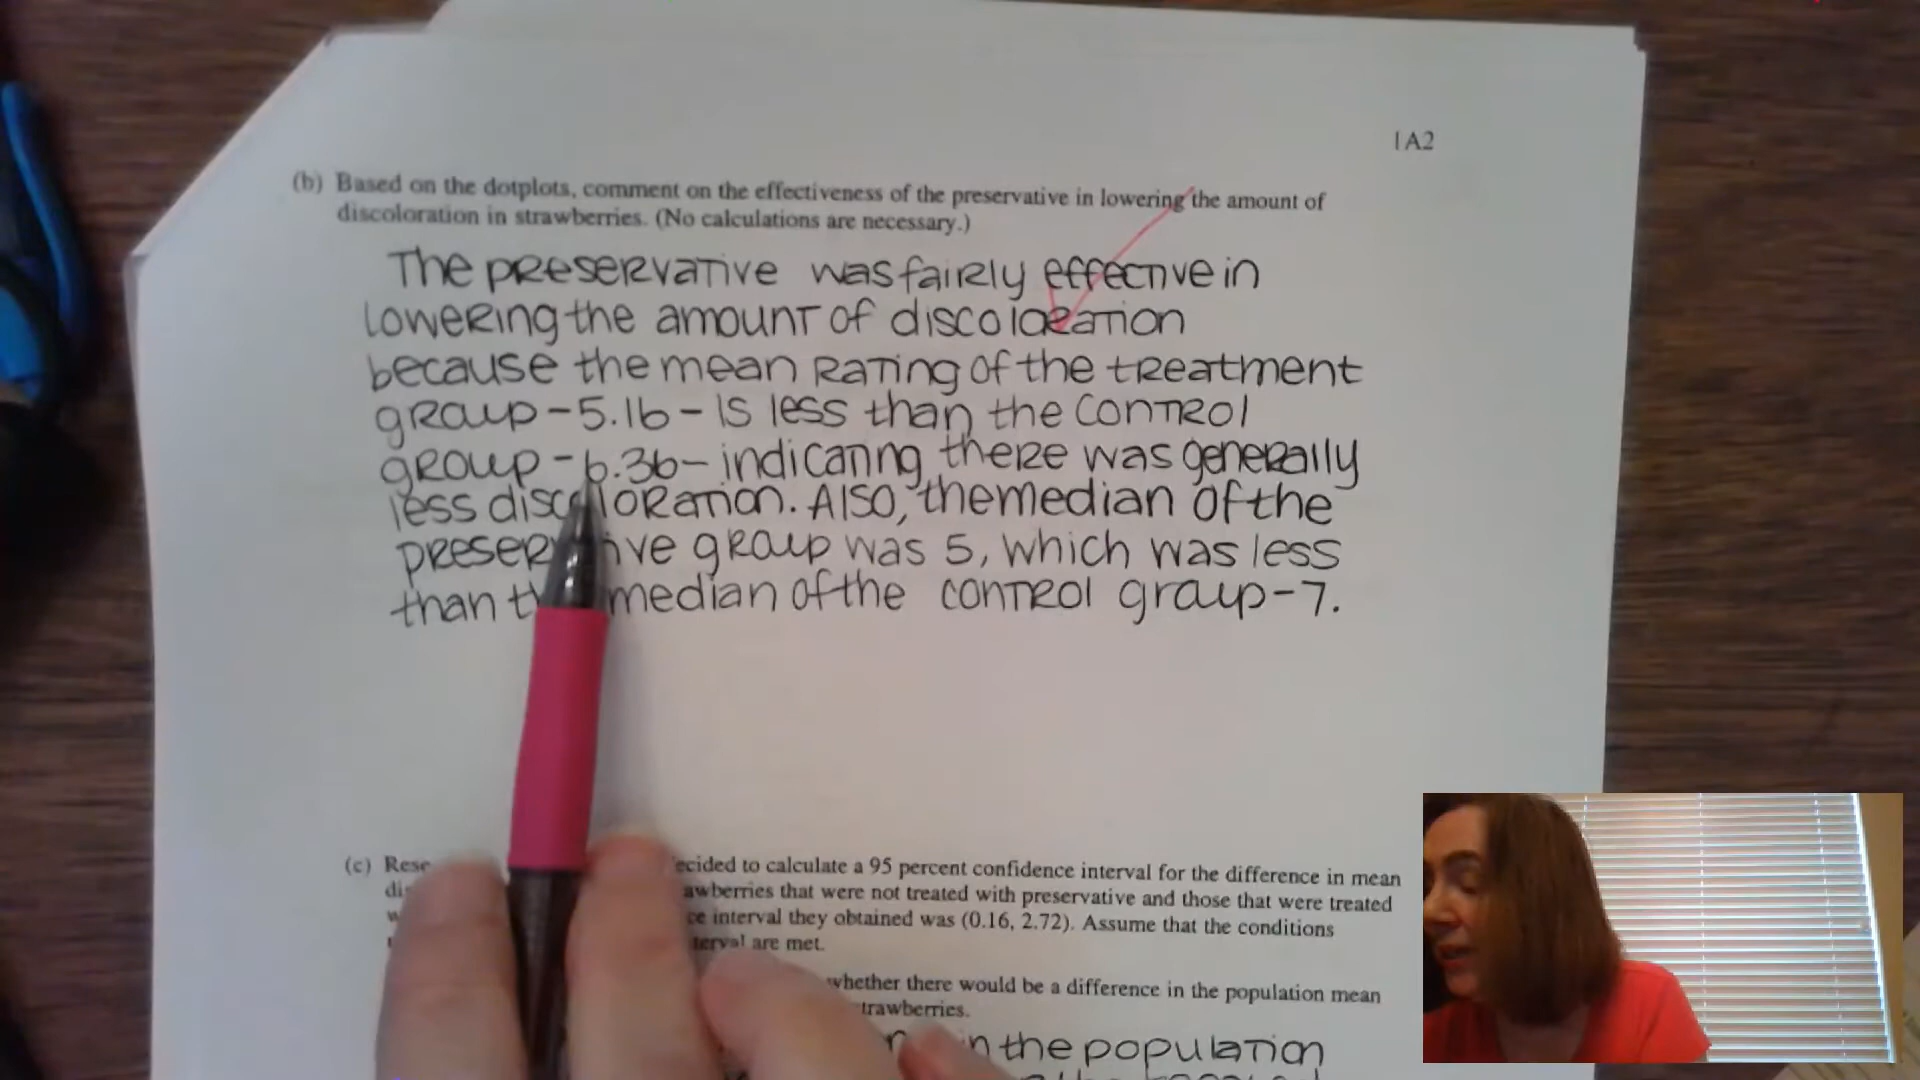 1A2
(b) Based on the dotplots, comment on the effectiveness of the preservative in lowering the amount of
discoloration in strawberries. (No calculations are necessary.)
The preservative was fairly effective in
lowering the amount of discoloration
because the mean rating of the treatment
group - 5.16 - is less than the control
group - 6.36 - indicating there was generally
less discoloration. Also, the median of the
preservative group was 5, which was less
than the median of the control group - 7.
(c) ecided to calculate a 95 percent confidence interval for the difference in mean
awberries that were not treated with preservative and those that were treated
ce interval they obtained was (0.16, 2.72). Assume that the conditions
terval are met.
whether there would be a difference in the population mean
trawberries.
in the population